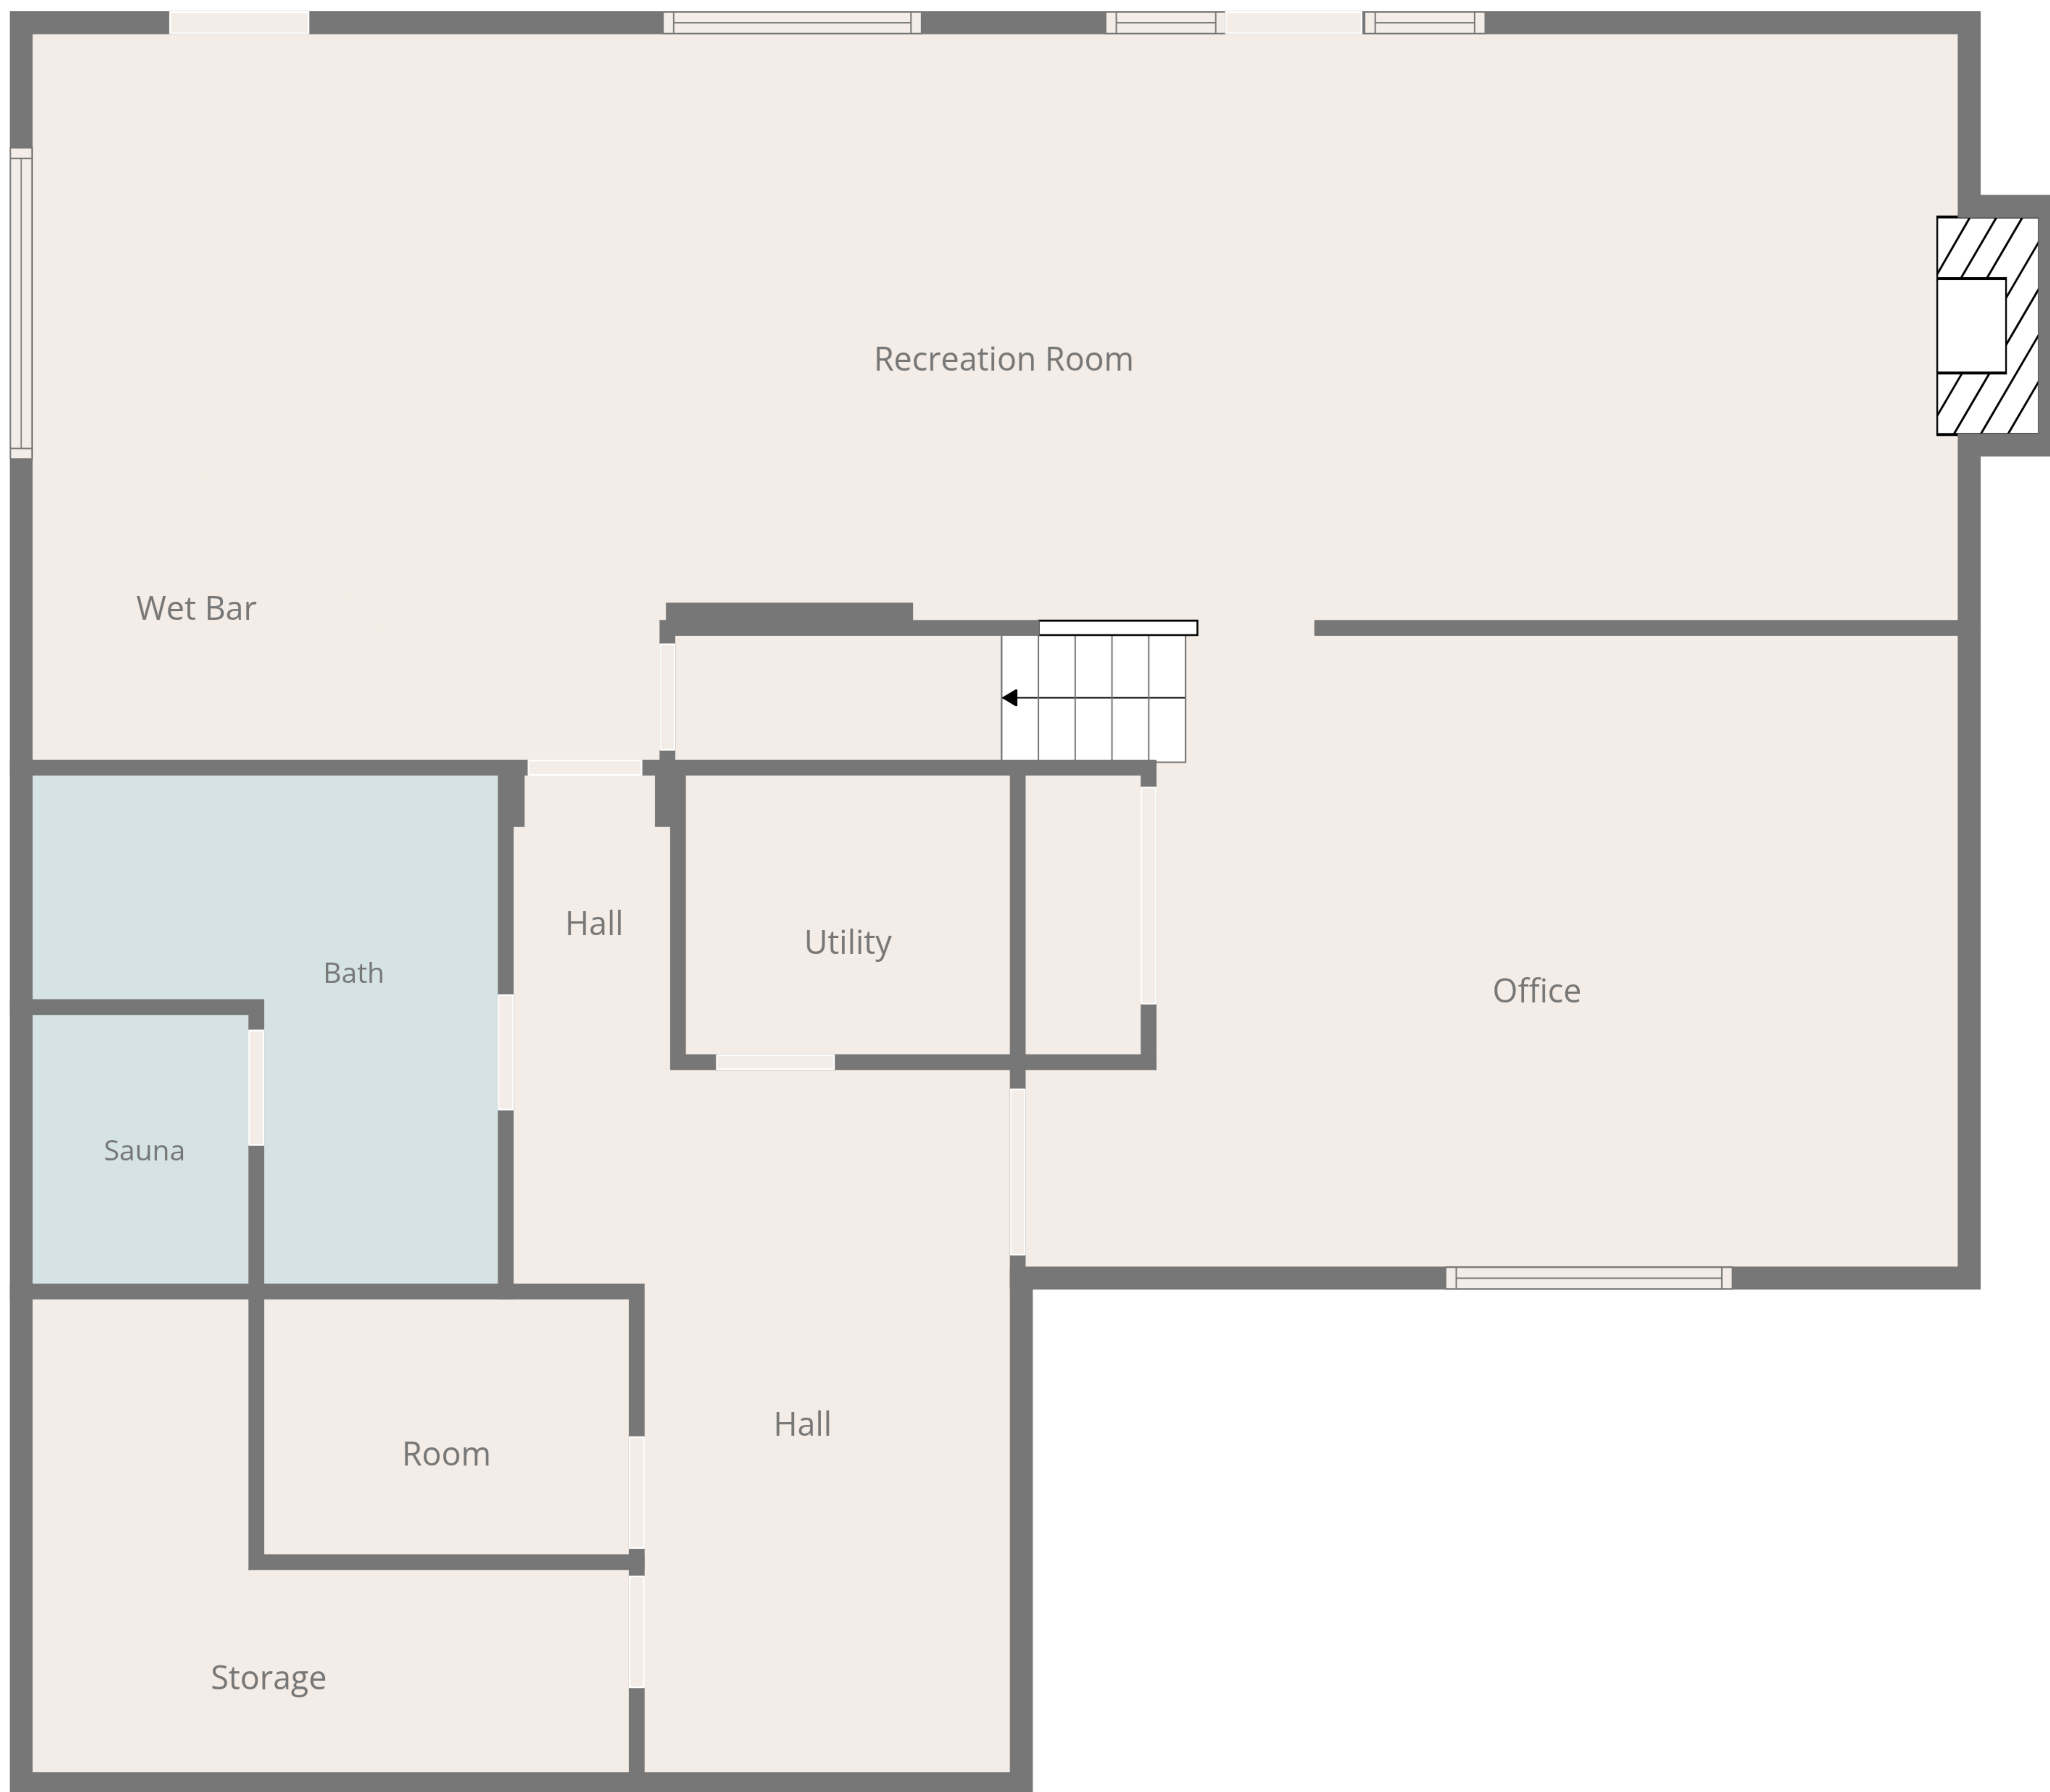 Recreation Room
Wet Bar
Hall
Utility
Bath
Office
Sauna
Hall
Room
Storage